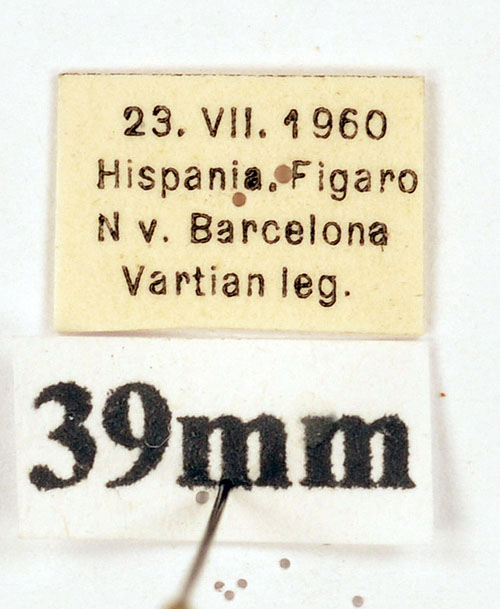 23. VII. 1960
Hispania. Figaro
N v. Barcelona
Vartian leg.
39mm